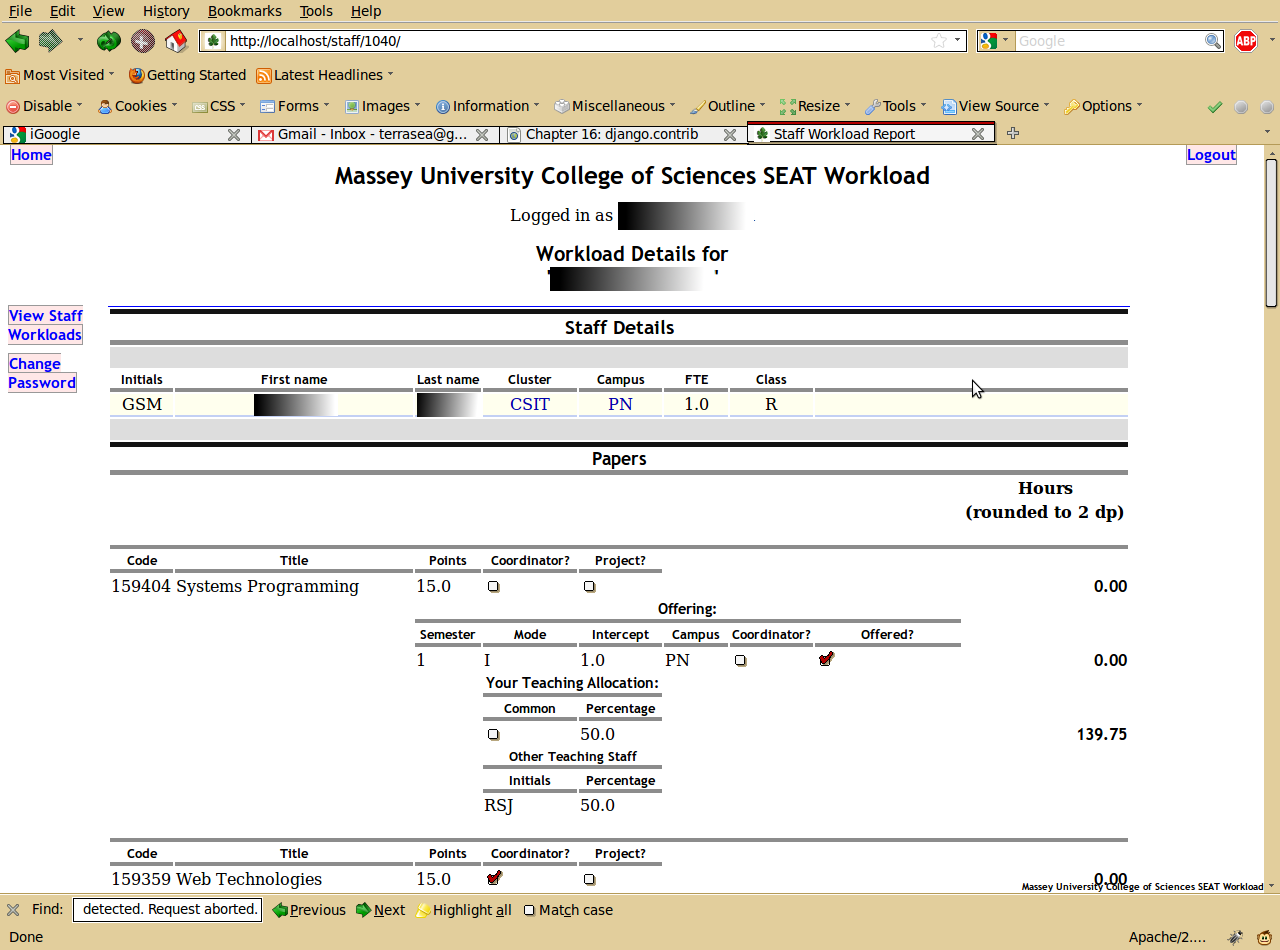 File Edit View History Bookmarks Tools Help
http://localhost/staff/1040/ Google ABP
Most Visited Getting Started Latest Headlines
Disable Cookies CSS Forms Images Information Miscellaneous Outline Resize Tools View Source Options
iGoogle Gmail - Inbox - terrasea@g... Chapter 16: django.contrib Staff Workload Report
Home Logout
Massey University College of Sciences SEAT Workload
Logged in as .
Workload Details for
' '
View Staff
Workloads
Change
Password
Staff Details
Initials First name Last name Cluster Campus FTE Class
GSM CSIT PN 1.0 R
Papers
Hours
(rounded to 2 dp)
Code Title Points Coordinator? Project?
159404 Systems Programming 15.0 0.00
Offering:
Semester Mode Intercept Campus Coordinator? Offered?
1 I 1.0 PN 0.00
Your Teaching Allocation:
Common Percentage
50.0 139.75
Other Teaching Staff
Initials Percentage
RSJ 50.0
Code Title Points Coordinator? Project?
159359 Web Technologies 15.0 0.00
Massey University College of Sciences SEAT Workload
Find: detected. Request aborted. Previous Next Highlight all Match case
Done Apache/2....